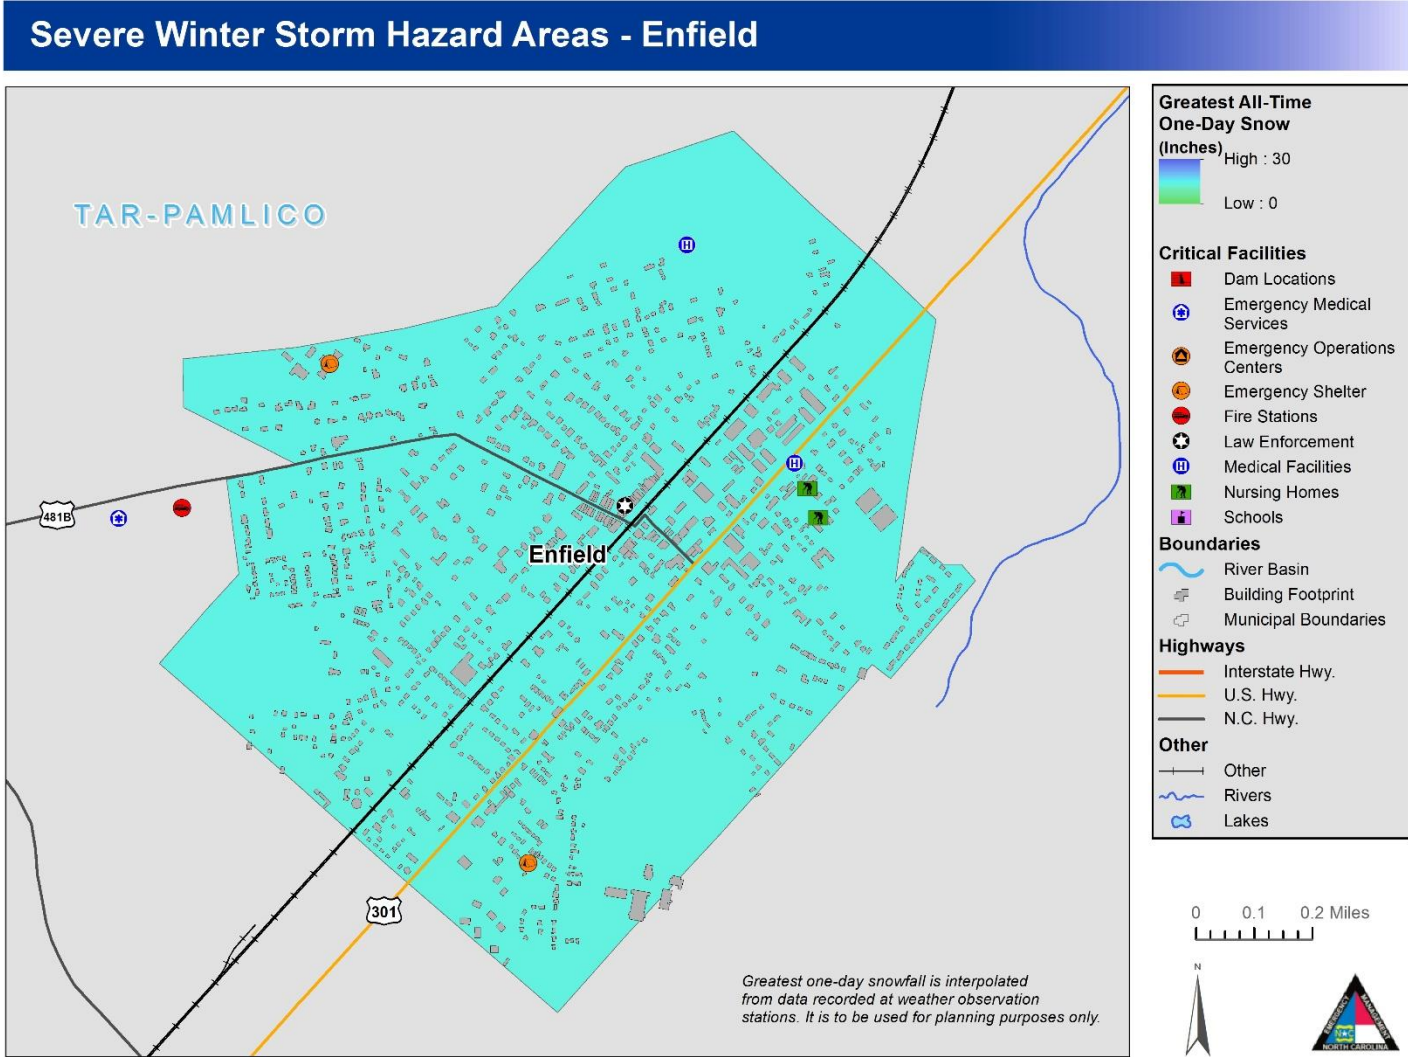 Severe Winter Storm Hazard Areas - Enfield
TAR-PAMLICO
481B
Enfield
301
Greatest one-day snowfall is interpolated
from data recorded at weather observation
stations. It is to be used for planning purposes only.
Greatest All-Time
One-Day Snow
(Inches)
High : 30
Low : 0
Critical Facilities
Dam Locations
Emergency Medical
Services
Emergency Operations
Centers
Emergency Shelter
Fire Stations
Law Enforcement
H Medical Facilities
Nursing Homes
Schools
Boundaries
River Basin
Building Footprint
Municipal Boundaries
Highways
Interstate Hwy.
U.S. Hwy.
N.C. Hwy.
Other
Other
Rivers
Lakes
0 0.1 0.2 Miles
N
EMERGENCY
MANAGEMENT
NORTH CAROLINA